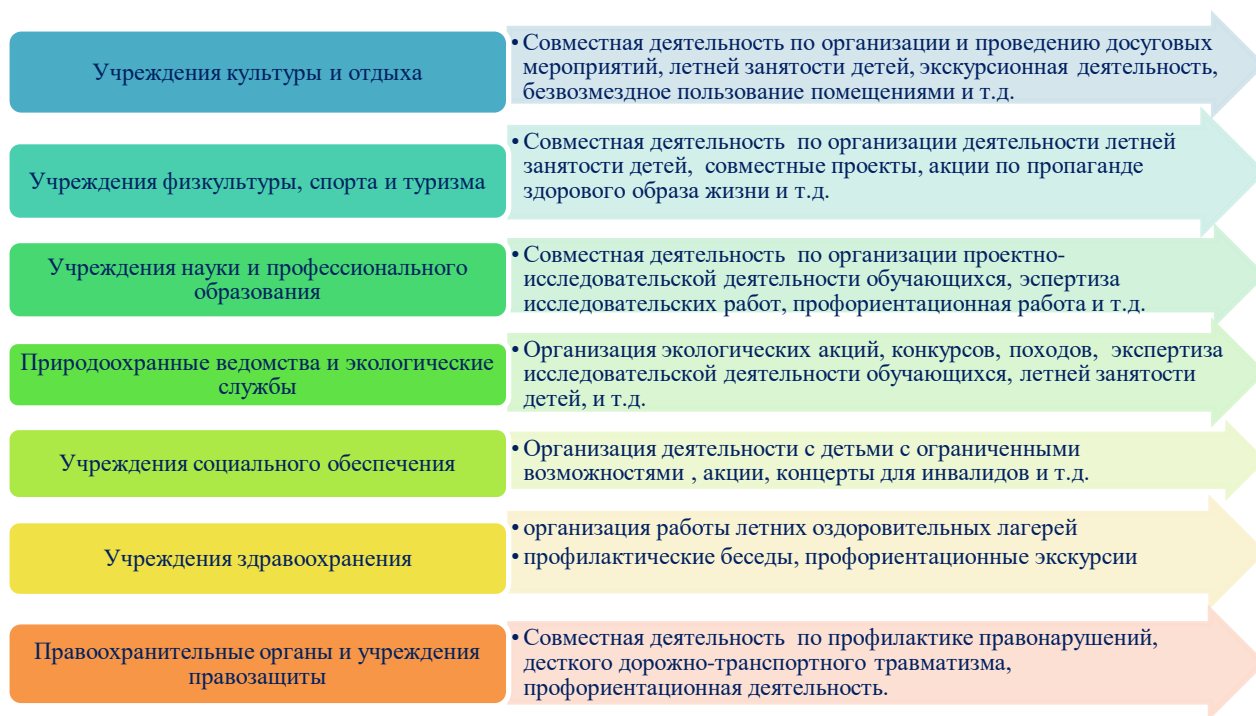 Учреждения культуры и отдыха
• Совместная деятельность по организации и проведению досуговых
мероприятий, летней занятости детей, экскурсионная деятельность,
безвозмездное пользование помещениями и т.д.
Учреждения физкультуры, спорта и туризма
• Совместная деятельность по организации деятельности летней
занятости детей, совместные проекты, акции по пропаганде
здорового образа жизни и т.д.
Учреждения науки и профессионального
образования
• Совместная деятельность по организации проектно-
исследовательской деятельности обучающихся, эспертиза
исследовательских работ, профориентационная работа и т.д.
Природоохранные ведомства и экологические
службы
• Организация экологических акций, конкурсов, походов, экспертиза
исследовательской деятельности обучающихся, летней занятости
детей, и т.д.
Учреждения социального обеспечения
• Организация деятельности с детьми с ограниченными
возможностями , акции, концерты для инвалидов и т.д.
Учреждения здравоохранения
• организация работы летних оздоровительных лагерей
• профилактические беседы, профориентационные экскурсии
Правоохранительные органы и учреждения
правозащиты
• Совместная деятельность по профилактике правонарушений,
десткого дорожно-транспортного травматизма,
профориентационная деятельность.